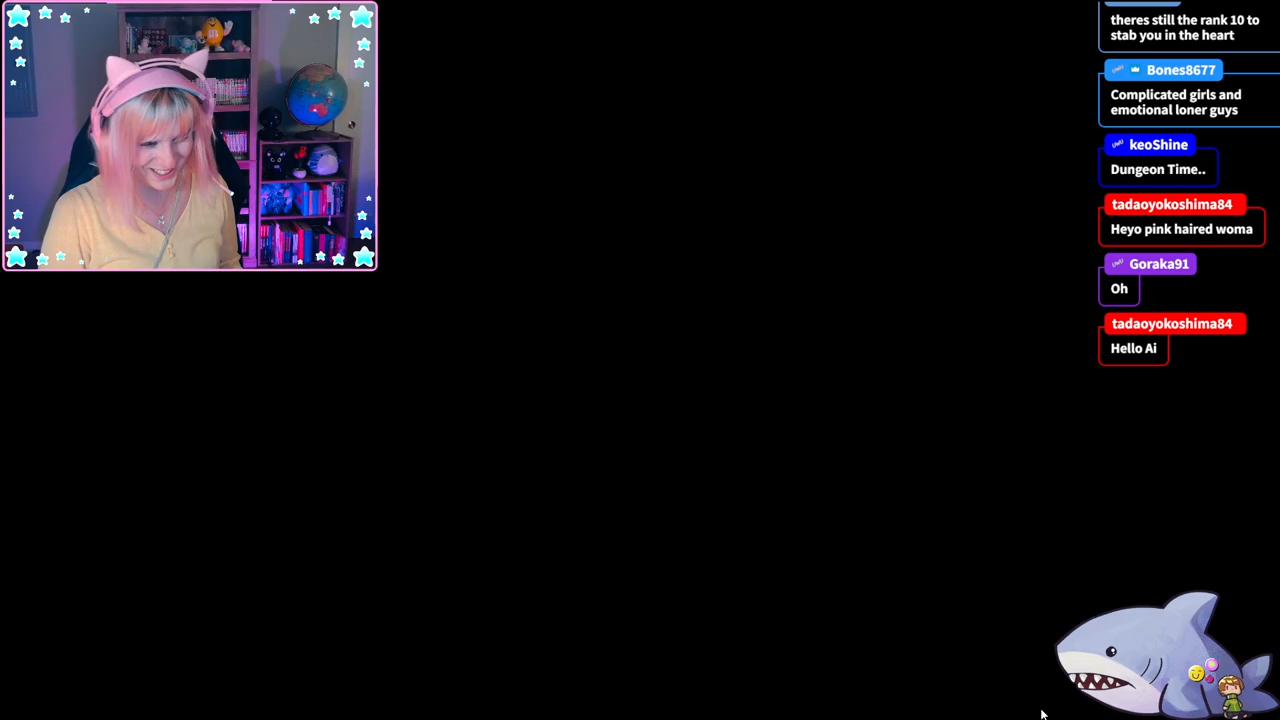 theres still the rank 10 to
stab you in the heart
Bones8677
Complicated girls and
emotional loner guys
keoShine
Dungeon Time..
tadaoyokoshima84
Heyo pink haired woma
Goraka91
Oh
tadaoyokoshima84
Hello Ai